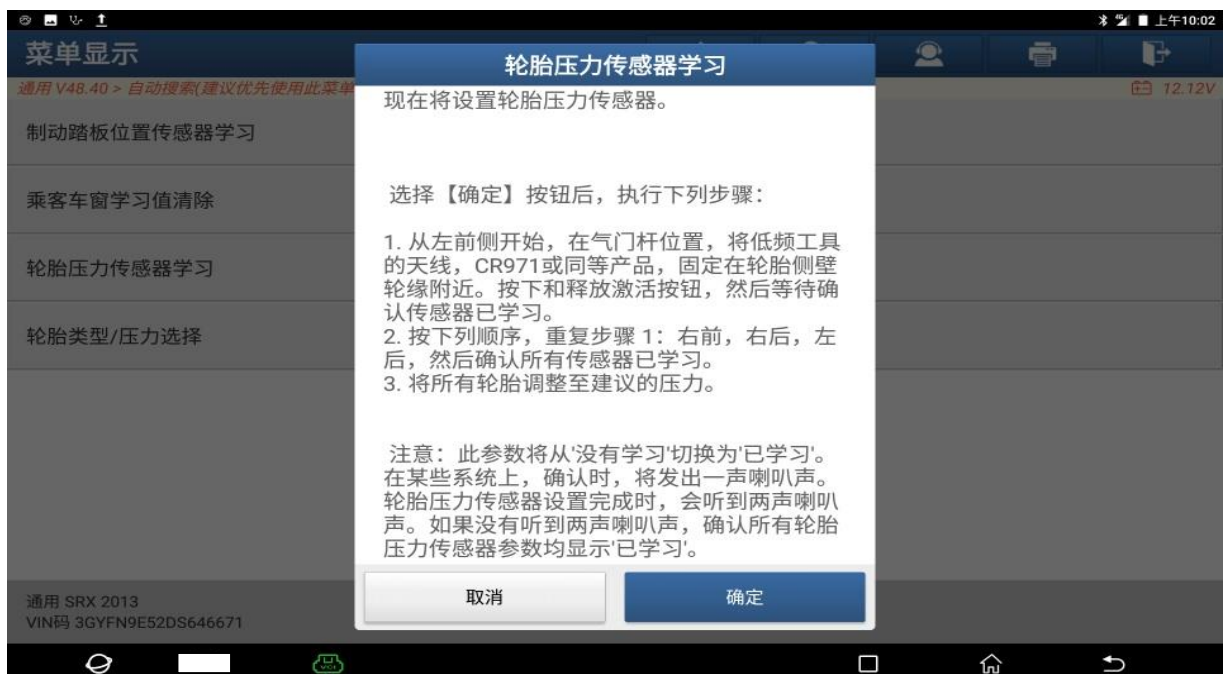 上午10:02
菜单显示
轮胎压力传感器学习
通用 V48.40 > 自动搜索(建议优先使用此菜单
12.12V
现在将设置轮胎压力传感器。
制动踏板位置传感器学习
乘客车窗学习值清除
轮胎压力传感器学习
轮胎类型/压力选择
选择【确定】按钮后，执行下列步骤：
1. 从左前侧开始，在气门杆位置，将低频工具
的天线，CR971或同等产品，固定在轮胎侧壁
轮缘附近。按下和释放激活按钮，然后等待确
认传感器已学习。
2. 按下列顺序，重复步骤 1：右前，右后，左
后，然后确认所有传感器已学习。
3. 将所有轮胎调整至建议的压力。
注意：此参数将从'没有学习'切换为'已学习'。
在某些系统上，确认时，将发出一声喇叭声。
轮胎压力传感器设置完成时，会听到两声喇叭
声。如果没有听到两声喇叭声，确认所有轮胎
压力传感器参数均显示'已学习'。
取消
确定
通用 SRX 2013
VIN码 3GYFN9E52DS646671
VCI